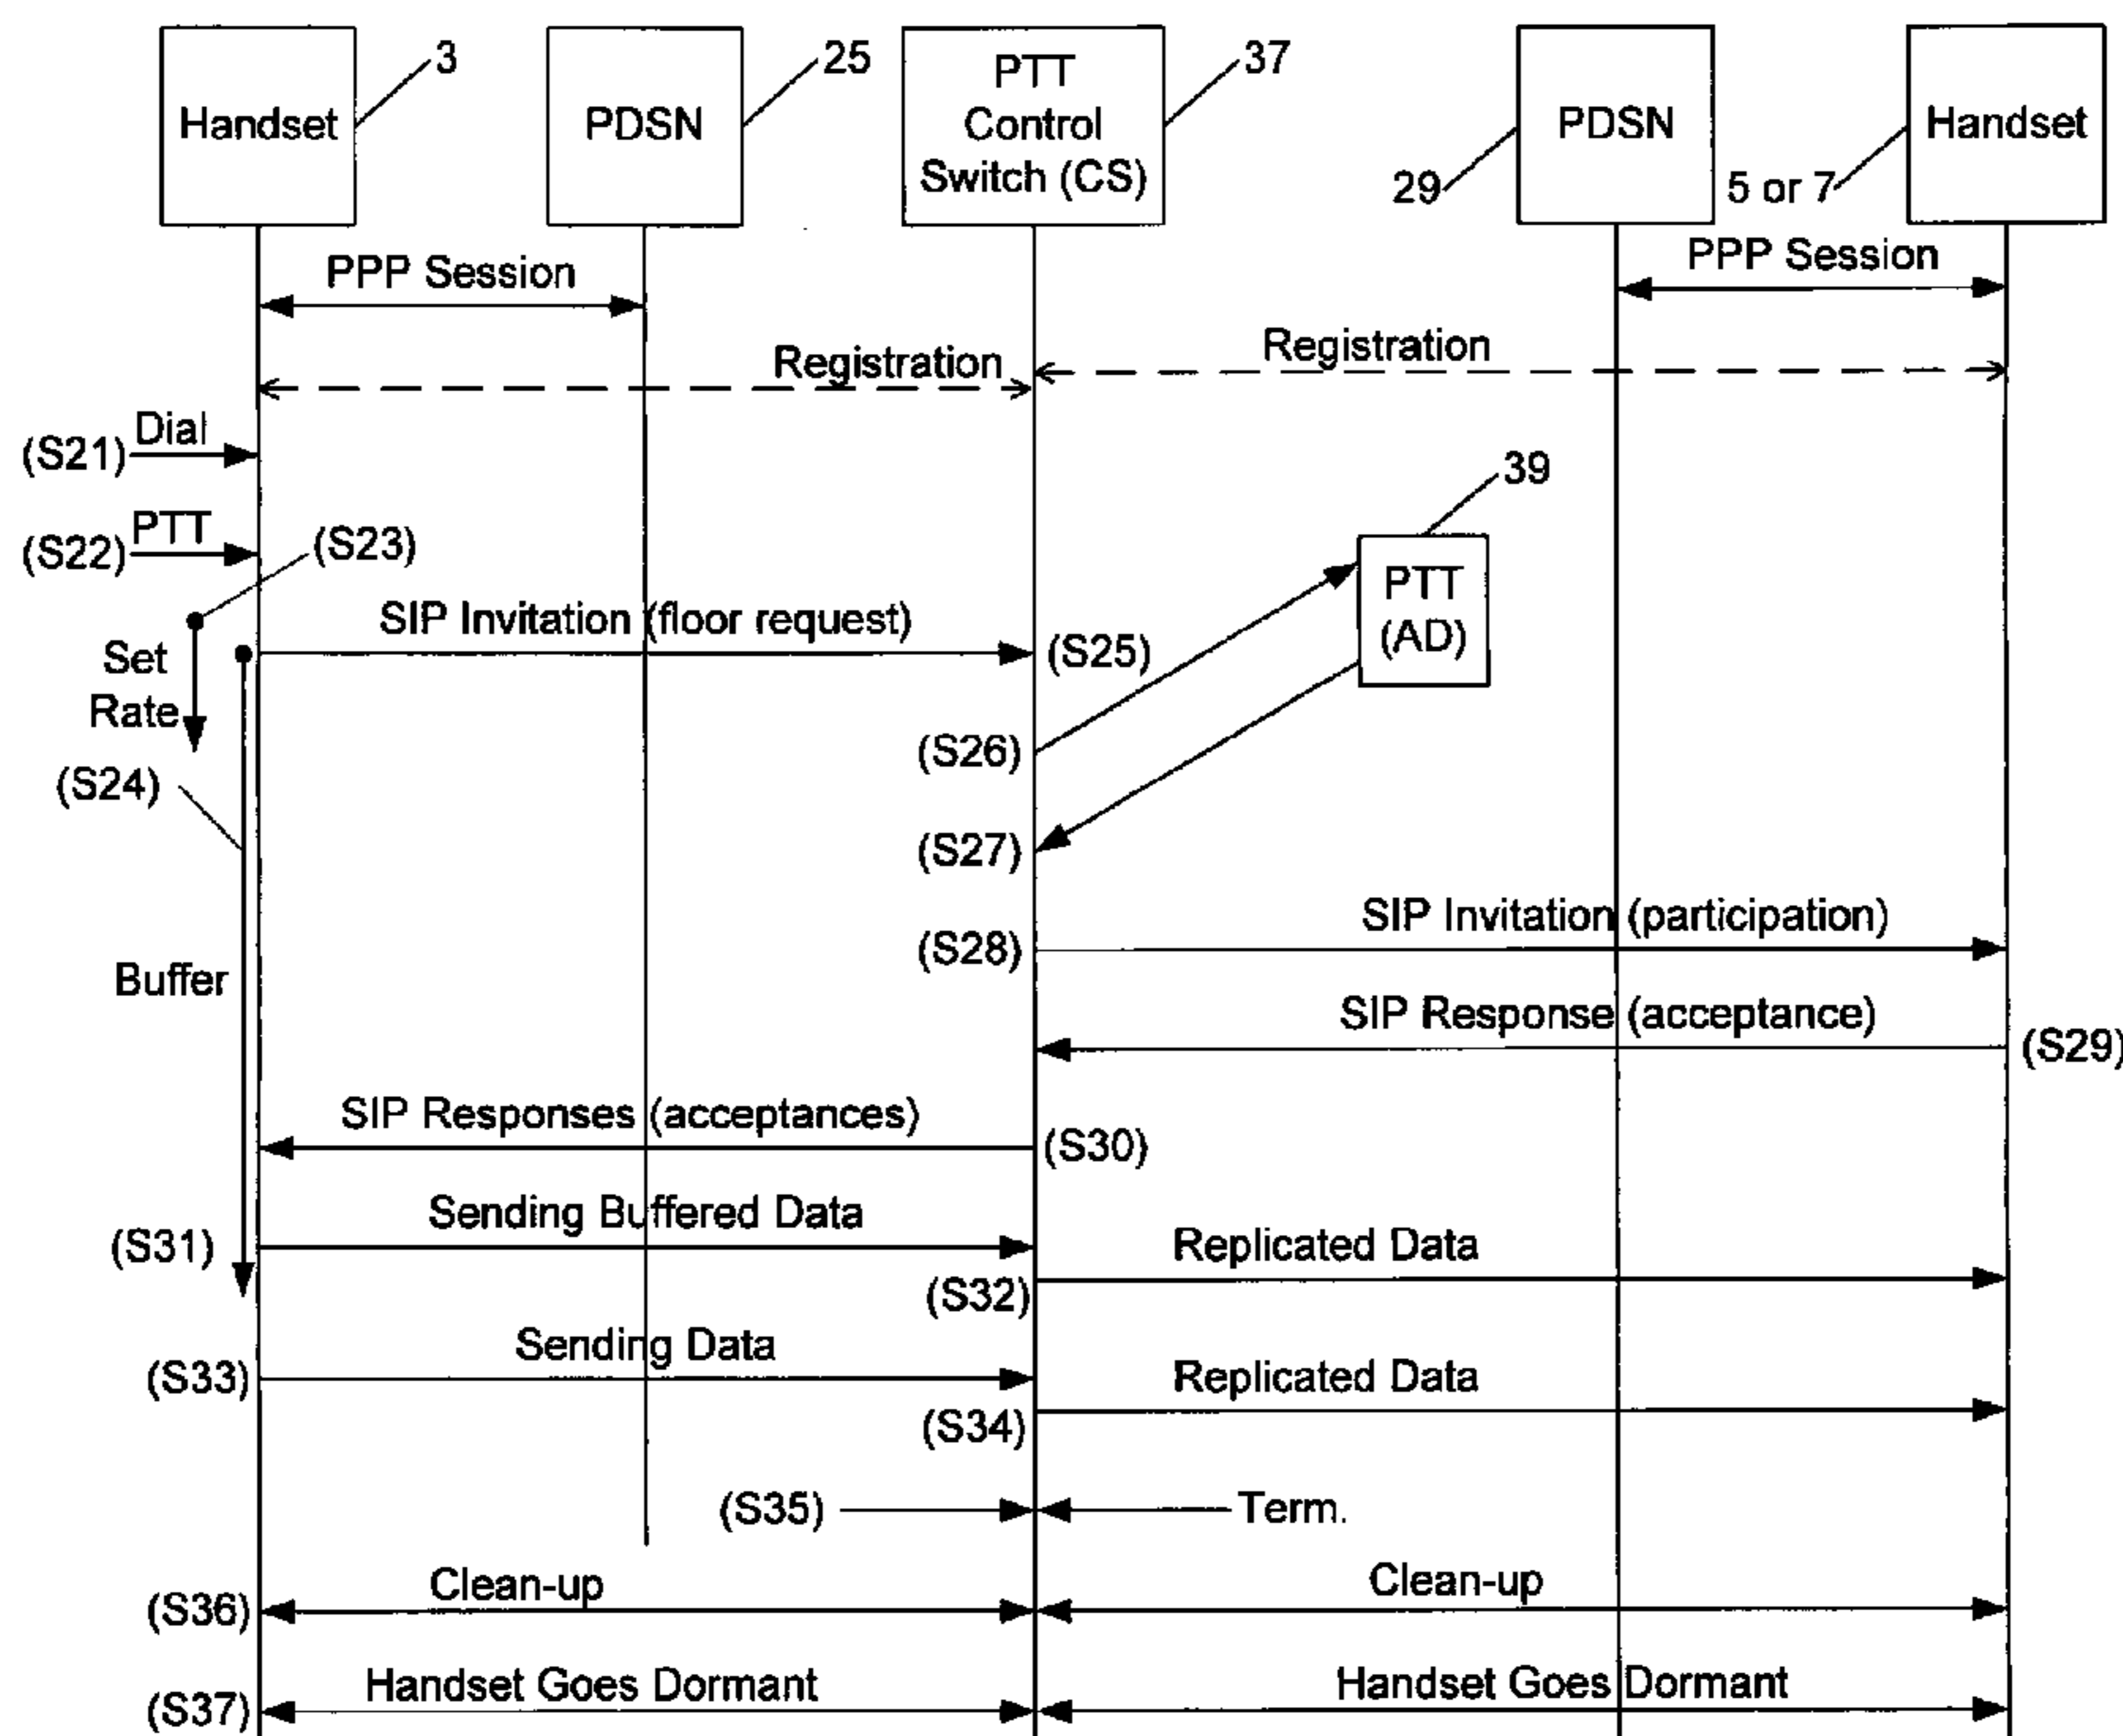 3
25
37
Handset
PDSN
PTT
Control
Switch (CS)
PDSN
Handset
29
5 or 7
PPP Session
PPP Session
Registration
Registration
(S21)
Dial
39
(S22)
PTT
(S23)
PTT
(AD)
SIP Invitation (floor request)
(S25)
Set
Rate
(S26)
(S24)
(S27)
SIP Invitation (participation)
(S28)
Buffer
SIP Response (acceptance)
(S29)
SIP Responses (acceptances)
(S30)
Sending Buffered Data
(S31)
Replicated Data
(S32)
Sending Data
(S33)
Replicated Data
(S34)
(S35)
Term.
Clean-up
Clean-up
(S36)
Handset Goes Dormant
Handset Goes Dormant
(S37)